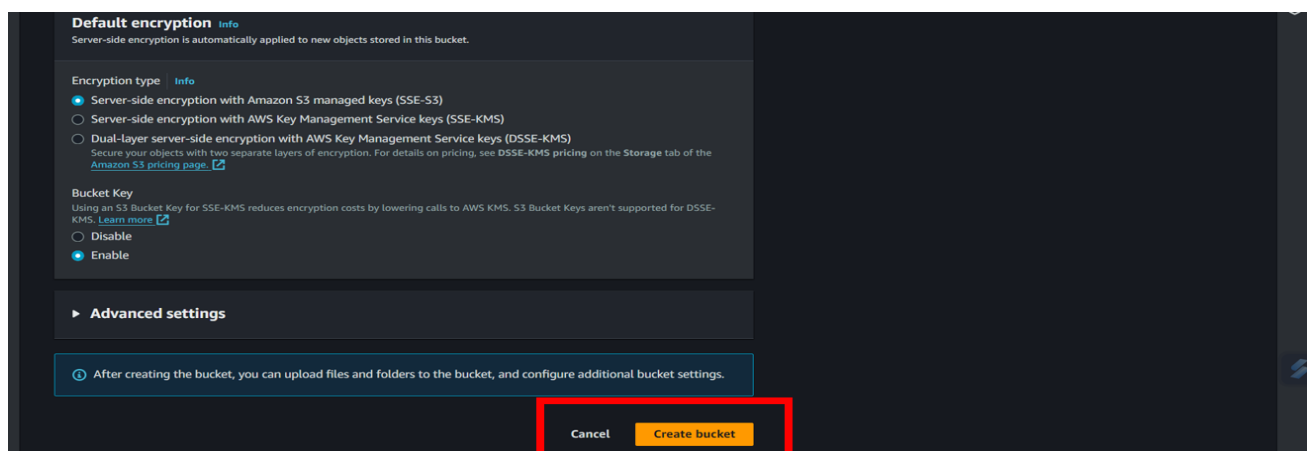 Default encryption Info
Server-side encryption is automatically applied to new objects stored in this bucket.
Encryption type Info
Server-side encryption with Amazon S3 managed keys (SSE-S3)
Server-side encryption with AWS Key Management Service keys (SSE-KMS)
Dual-layer server-side encryption with AWS Key Management Service keys (DSSE-KMS)
Secure your objects with two separate layers of encryption. For details on pricing, see DSSE-KMS pricing on the Storage tab of the
Amazon S3 pricing page.
Bucket Key
Using an S3 Bucket Key for SSE-KMS reduces encryption costs by lowering calls to AWS KMS. S3 Bucket Keys aren't supported for DSSE-
KMS. Learn more
Disable
Enable
Advanced settings
After creating the bucket, you can upload files and folders to the bucket, and configure additional bucket settings.
Cancel Create bucket